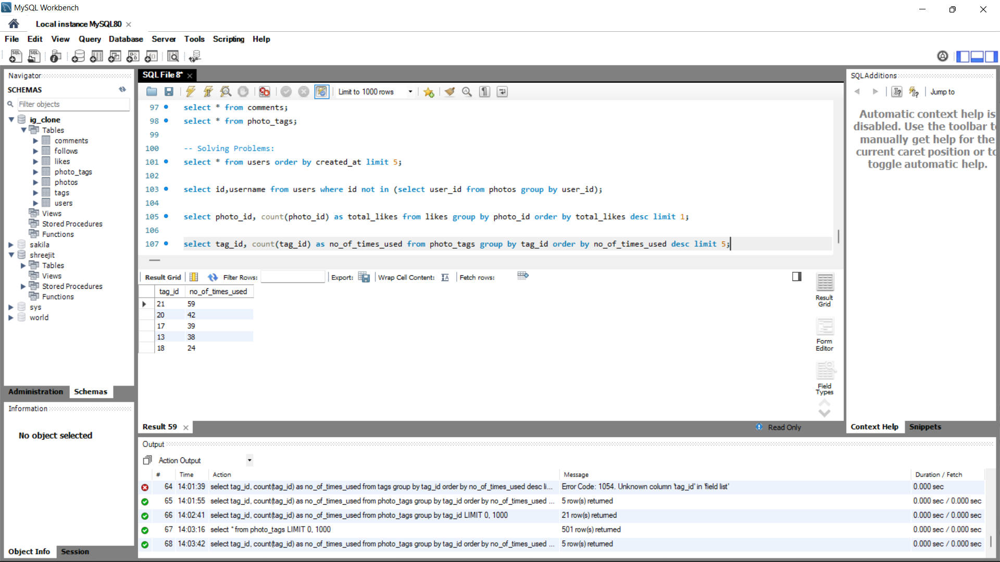 MySQL Workbench
Local instance MySQL80
File Edit View Query Database Server Tools Scripting Help
Navigator
SCHEMAS
Filter objects
ig_clone
Tables
comments
follows
likes
photo_tags
photos
tags
users
Views
Stored Procedures
Functions
sakila
shreejit
Tables
Views
Stored Procedures
Functions
sys
world
Administration Schemas
Information
No object selected
Object Info Session
SQL File 8*
Limit to 1000 rows
97 select * from comments;
98 select * from photo_tags;
99
100 -- Solving Problems:
101 select * from users order by created_at limit 5;
102
103 select id,username from users where id not in (select user_id from photos group by user_id);
104
105 select photo_id, count(photo_id) as total_likes from likes group by photo_id order by total_likes desc limit 1;
106
107 select tag_id, count(tag_id) as no_of_times_used from photo_tags group by tag_id order by no_of_times_used desc limit 5;
Result Grid Filter Rows: Export: Wrap Cell Content: Fetch rows:
tag_id no_of_times_used
21 59
20 42
17 39
13 38
18 24
Result
Grid
Form
Editor
Field
Types
Result 59
Read Only
SQLAdditions
Jump to
Automatic context help is
disabled. Use the toolbar to
manually get help for the
current caret position or to
toggle automatic help.
Context Help Snippets
Output
Action Output
# Time Action Message Duration / Fetch
64 14:01:39 select tag_id, count(tag_id) as no_of_times_used from tags group by tag_id order by no_of_times_used desc li... Error Code: 1054. Unknown column 'tag_id' in 'field list' 0.000 sec
65 14:01:55 select tag_id, count(tag_id) as no_of_times_used from photo_tags group by tag_id order by no_of_times_used ... 5 row(s) returned 0.000 sec / 0.000 sec
66 14:02:41 select tag_id, count(tag_id) as no_of_times_used from photo_tags group by tag_id LIMIT 0, 1000 21 row(s) returned 0.000 sec / 0.000 sec
67 14:03:16 select * from photo_tags LIMIT 0, 1000 501 row(s) returned 0.000 sec / 0.000 sec
68 14:03:42 select tag_id, count(tag_id) as no_of_times_used from photo_tags group by tag_id order by no_of_times_used ... 5 row(s) returned 0.000 sec / 0.000 sec